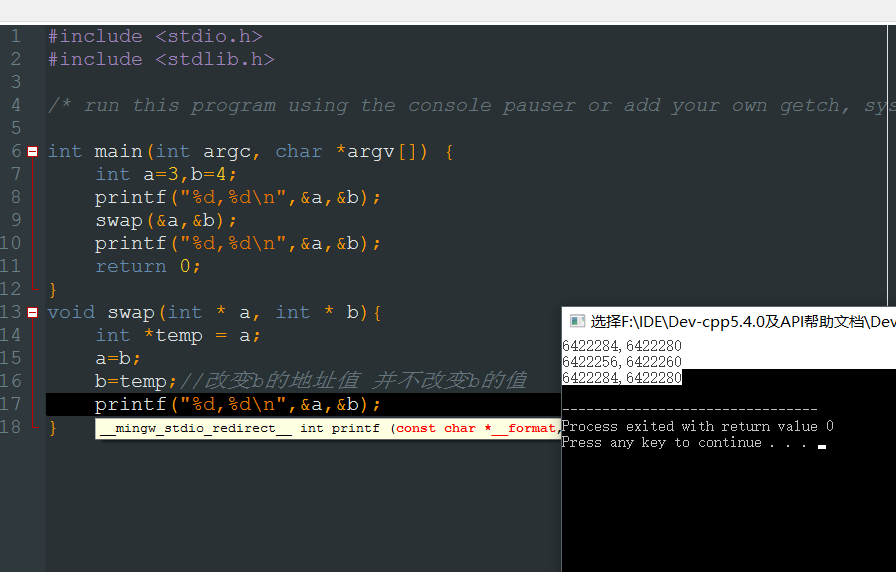 1 #include <stdio.h>
2 #include <stdlib.h>
3
4 /* run this program using the console pauser or add your own getch, sys
5
6 int main(int argc, char *argv[]) {
7 int a=3,b=4;
8 printf("%d,%d\n",&a,&b);
9 swap(&a,&b);
10 printf("%d,%d\n",&a,&b);
11 return 0;
12 }
13 void swap(int * a, int * b){
14 int *temp = a;
15 a=b;
16 b=temp;//改变b的地址值 并不改变b的值
17 printf("%d,%d\n",&a,&b);
18 }
__mingw_stdio_redirect__ int printf (const char *__format,
选择F:\IDE\Dev-cpp5.4.0及API帮助文档\Dev
6422284,6422280
6422256,6422260
6422284,6422280
--------------------------------
Process exited with return value 0
Press any key to continue . . .